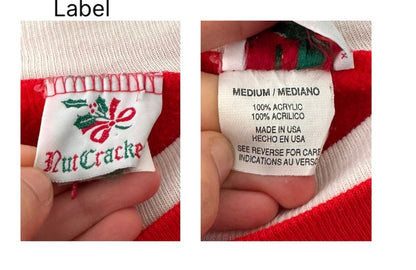 Label
NutCracke
MEDIUM / MEDIANO
100% ACRYLIC
100% ACRILICO
MADE IN USA
HECHO EN USA
SEE REVERSE FOR CARE
INDICATIONS AU VERSO